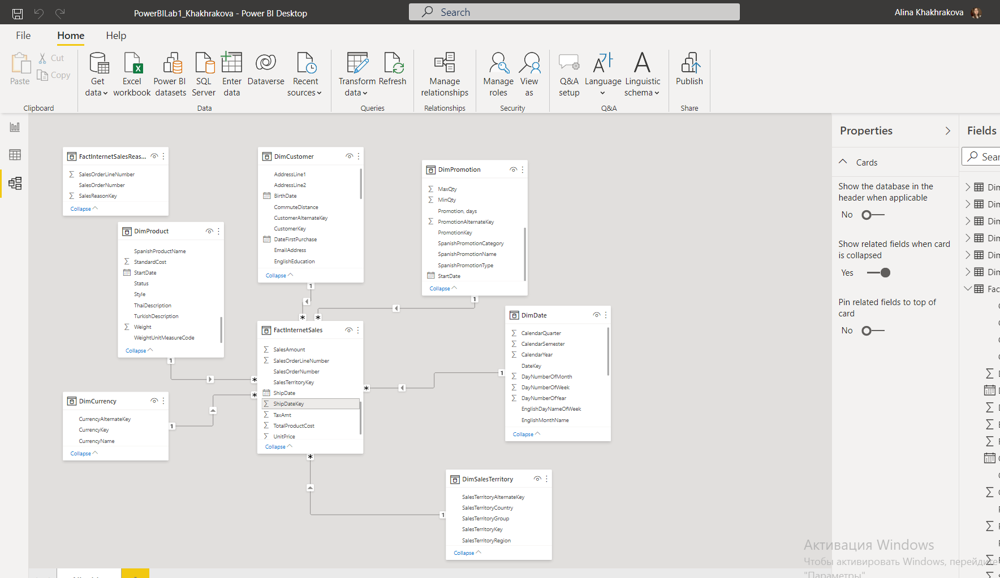 PowerBILab1_Khakhrakova - Power BI Desktop
Search
Alina Khakhrakova
File
Home
Help
Paste
Cut
Copy
Clipboard
Get data
Excel workbook
Power BI datasets
SQL Server
Enter data
Dataverse
Recent sources
Data
Transform data
Refresh
Queries
Manage relationships
Relationships
Manage roles
View as
Security
Q&A setup
Language
Linguistic schema
Q&A
Publish
Share
FactInternetSalesReas...
SalesOrderLineNumber
SalesOrderNumber
SalesReasonKey
Collapse
DimCustomer
AddressLine1
AddressLine2
BirthDate
CommuteDistance
CustomerAlternateKey
CustomerKey
DateFirstPurchase
EmailAddress
EnglishEducation
Collapse
DimPromotion
MaxQty
MinQty
Promotion, days
PromotionAlternateKey
PromotionKey
SpanishPromotionCategory
SpanishPromotionName
SpanishPromotionType
StartDate
Collapse
DimProduct
SpanishProductName
StandardCost
StartDate
Status
Style
ThaiDescription
TurkishDescription
Weight
WeightUnitMeasureCode
Collapse
1
*
1
*
1
*
FactInternetSales
SalesAmount
SalesOrderLineNumber
SalesOrderNumber
SalesTerritoryKey
ShipDate
ShipDateKey
TaxAmt
TotalProductCost
UnitPrice
Collapse
DimDate
CalendarQuarter
CalendarSemester
CalendarYear
DateKey
DayNumberOfMonth
DayNumberOfWeek
DayNumberOfYear
EnglishDayNameOfWeek
EnglishMonthName
Collapse
1
*
DimCurrency
CurrencyAlternateKey
CurrencyKey
CurrencyName
Collapse
1
*
DimSalesTerritory
SalesTerritoryAlternateKey
SalesTerritoryCountry
SalesTerritoryGroup
SalesTerritoryKey
SalesTerritoryRegion
Collapse
1
*
Properties
Cards
Show the database in the
header when applicable
No
Show related fields when card
is collapsed
Yes
Pin related fields to top of
card
No
Fields
Sear
Dim
Dim
Dim
Dim
Dim
Dim
Fac
Активация Windows
Чтобы активировать Windows, перейдите
"Параметры"